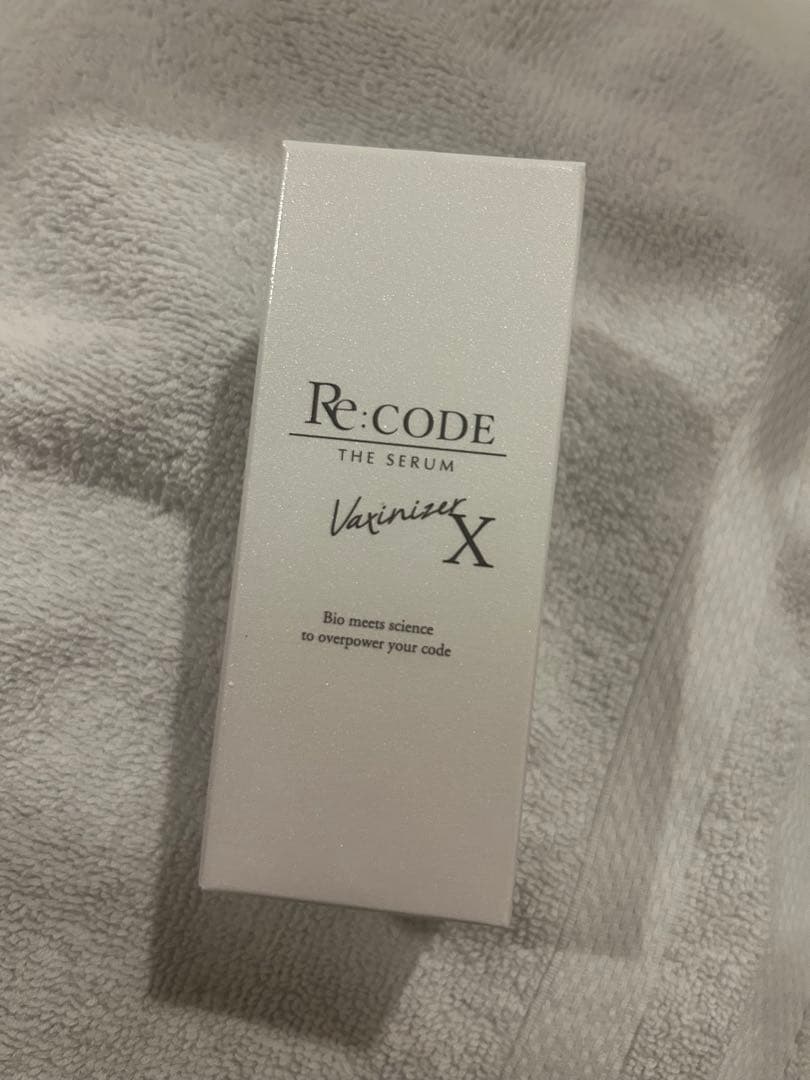 Re:CODE
THE SERUM
Vaxinizer
X
Bio meets science
to overpower your code